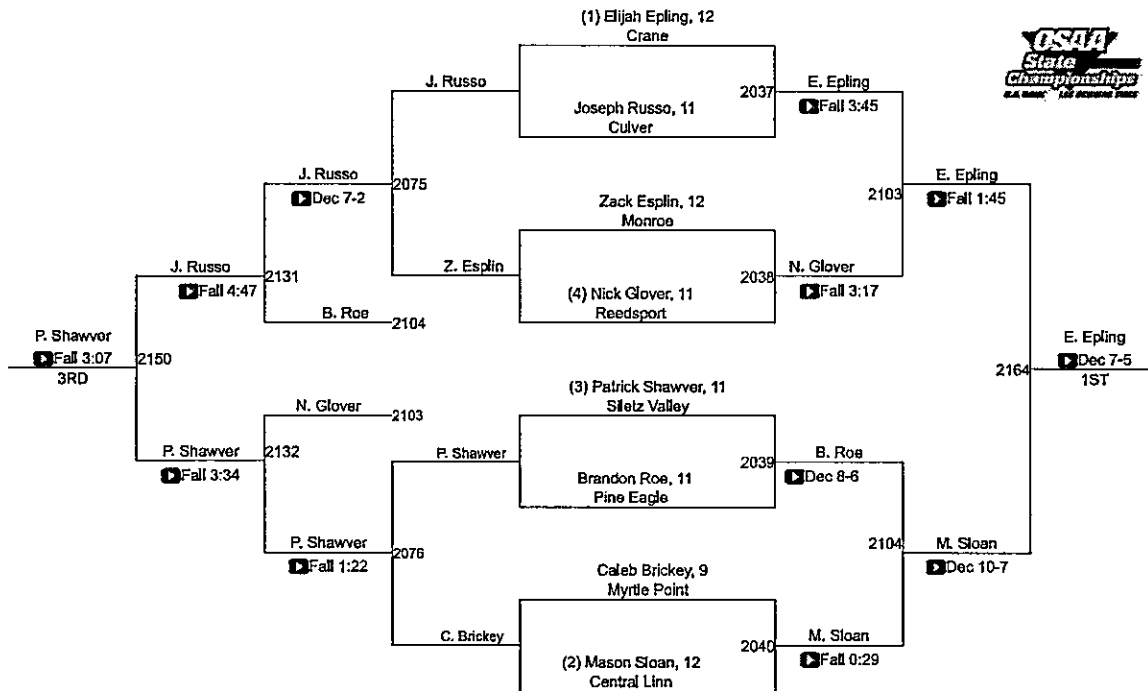 (1) Elijah Epling, 12
Crane
OSAA
State
Championships
J. Russo
2037
E. Epling
Fall 3:45
Joseph Russo, 11
Culver
J. Russo
Dec 7-2
2075
2103
E. Epling
Fall 1:45
Zack Esplin, 12
Monroe
J. Russo
Fall 4:47
2131
Z. Esplin
2038
N. Glover
Fall 3:17
(4) Nick Glover, 11
Reedsport
B. Roe
2104
P. Shawver
Fall 3:07
3RD
2150
2164
E. Epling
Dec 7-5
1ST
(3) Patrick Shawver, 11
Siletz Valley
N. Glover
2103
P. Shawver
Fall 3:34
2132
P. Shawver
2039
B. Roe
Dec 8-6
Brandon Roe, 11
Pine Eagle
P. Shawver
Fall 1:22
2076
2104
M. Sloan
Dec 10-7
Caleb Brickey, 9
Myrtle Point
C. Brickey
2040
M. Sloan
Fall 0:29
(2) Mason Sloan, 12
Central Linn